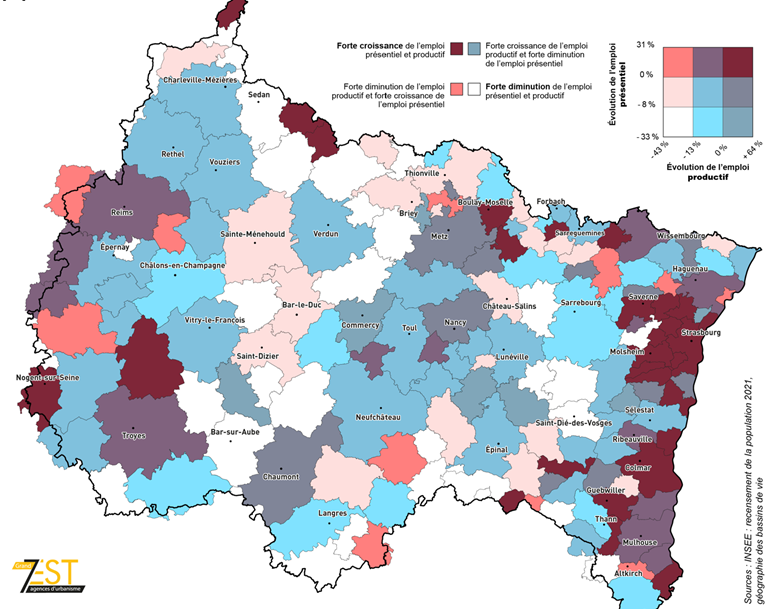 Forte croissance de l'emploi
présentiel et productif
Forte croissance de l'emploi
productif et forte diminution
de l'emploi présentiel
Forte diminution de l'emploi
productif et forte croissance de
l'emploi présentiel
Forte diminution de l'emploi
présentiel et productif
Évolution de l'emploi
présentiel
31 %
0 %
- 8 %
- 33 %
- 43 %
-13 %
0 %
+64 %
Évolution de l'emploi
productif
Charleville-Mézières
Sedan
Rethel
Vouziers
Thionville
Reims
Briey
Boulay-Moselle
Forbach
Sarreguemines
Wissembourg
Sainte-Ménehould
Verdun
Metz
Épernay
Châlons-en-Champagne
Haguenau
Bar-le-Duc
Château-Salins
Sarrebourg
Saverne
Vitry-le-François
Commercy
Toul
Nancy
Strasbourg
Saint-Dizier
Lunéville
Molsheim
Nogent-sur-Seine
Neufchâteau
Sélestat
Troyes
Bar-sur-Aube
Saint-Dié-des-Vosges
Ribeauville
Épinal
Colmar
Chaumont
Guebwiller
Langres
Thann
Mulhouse
Altkirch
Sources : INSEE : recensement de la population 2021,
géographie des bassins de vie
7EST
agences d'urbanisme